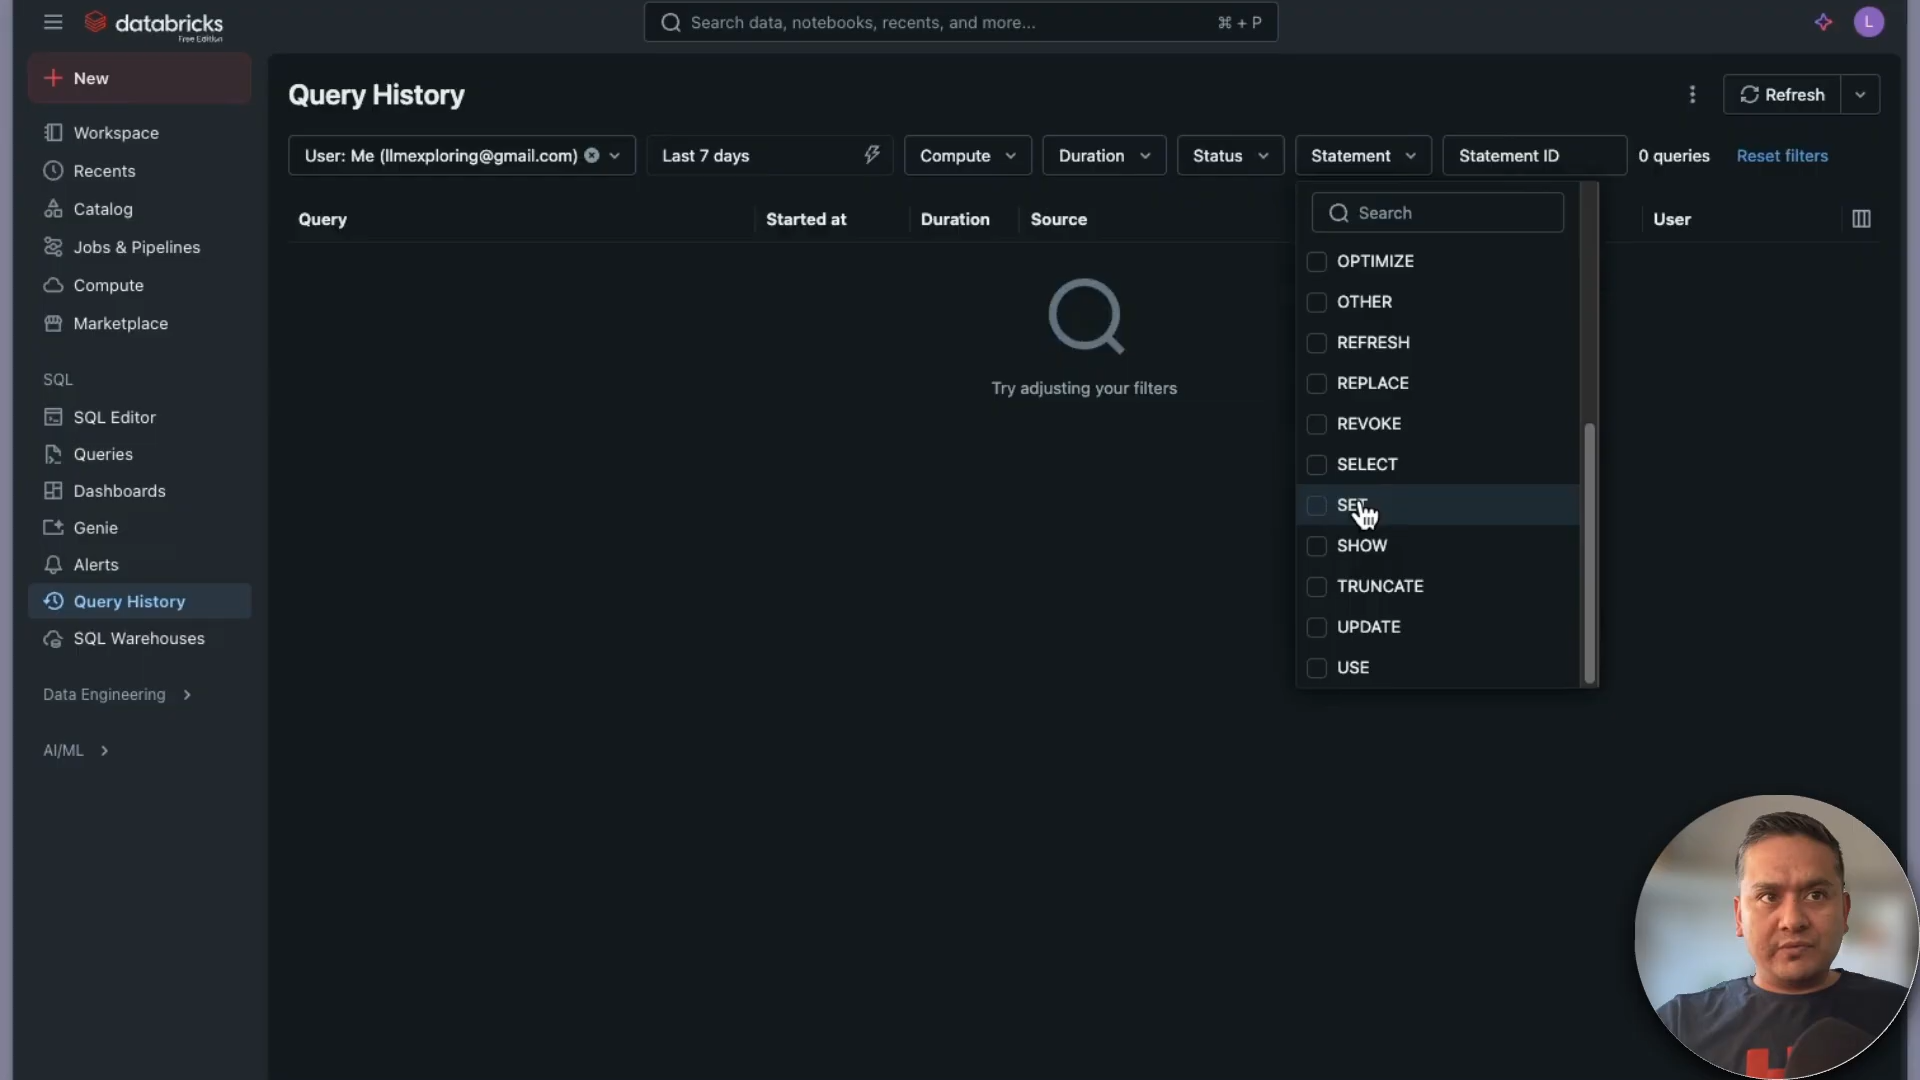 databricks
Free Edition
Search data, notebooks, recents, and more...
⌘ + P
L
New
Workspace
Recents
Catalog
Jobs & Pipelines
Compute
Marketplace
SQL
SQL Editor
Queries
Dashboards
Genie
Alerts
Query History
SQL Warehouses
Data Engineering
AI/ML
Query History
Refresh
User: Me (llmexploring@gmail.com)
Last 7 days
Compute
Duration
Status
Statement
Statement ID
0 queries
Reset filters
Query
Started at
Duration
Source
User
Try adjusting your filters
Search
OPTIMIZE
OTHER
REFRESH
REPLACE
REVOKE
SELECT
SET
SHOW
TRUNCATE
UPDATE
USE